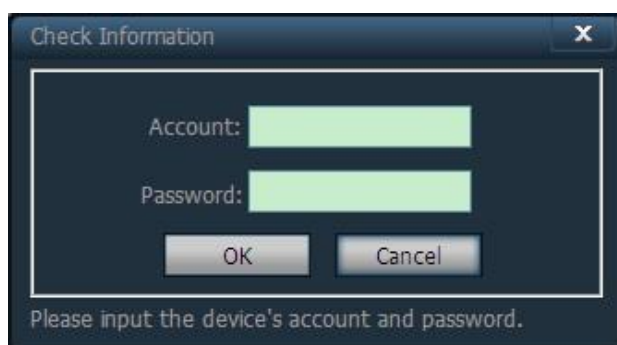 Check Information
x
Account:
Password:
OK Cancel
Please input the device's account and password.